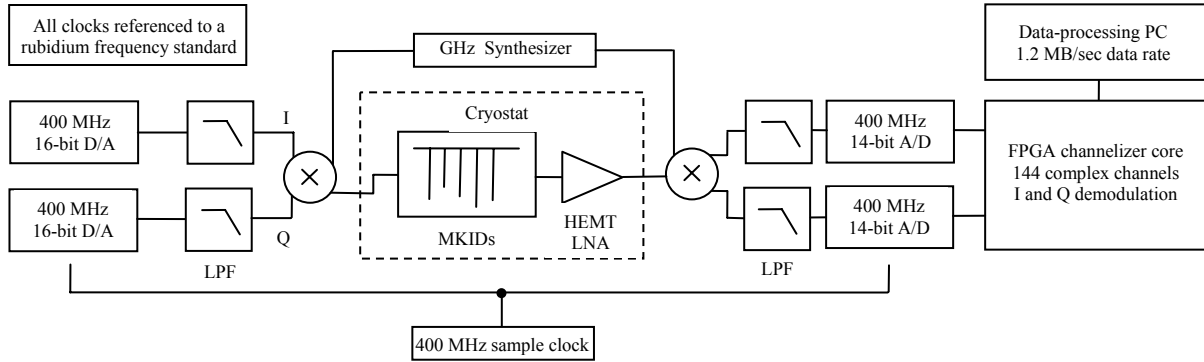 All clocks referenced to a
rubidium frequency standard
GHz Synthesizer
Data-processing PC
1.2 MB/sec data rate
Cryostat
400 MHz
16-bit D/A
I
400 MHz
14-bit A/D
FPGA channelizer core
144 complex channels
I and Q demodulation
400 MHz
16-bit D/A
Q
LPF
MKIDs
HEMT
LNA
LPF
400 MHz
14-bit A/D
400 MHz sample clock